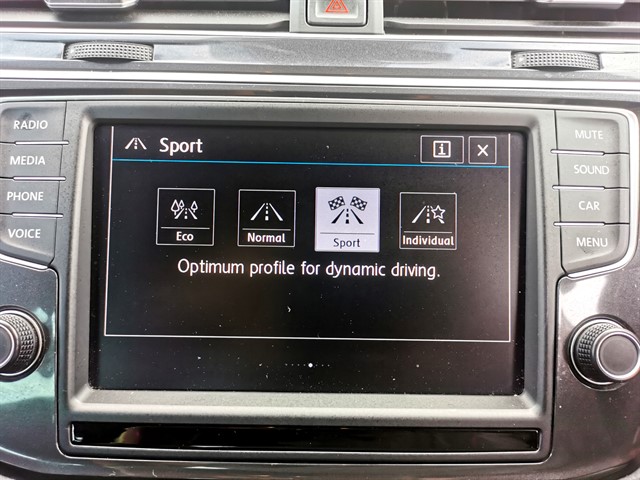 RADIO
MEDIA
PHONE
VOICE
Sport
i
Eco
Normal
Sport
Individual
Optimum profile for dynamic driving.
MUTE
SOUND
CAR
MENU